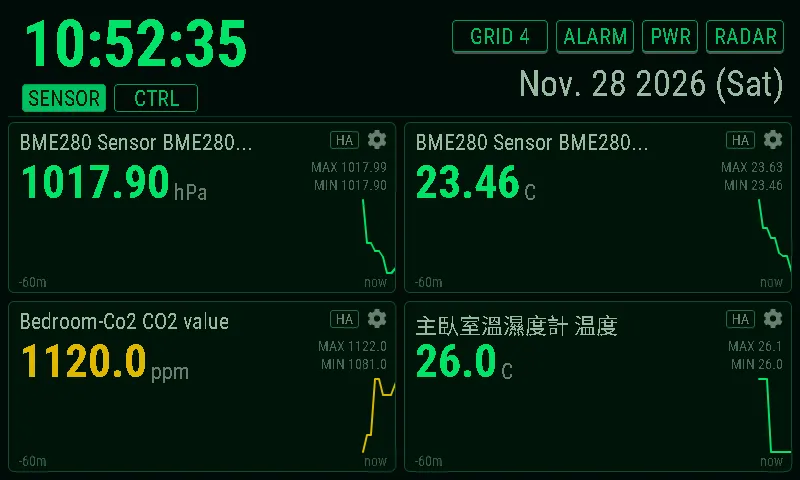 10:52:35
GRID 4 ALARM PWR RADAR
Nov. 28 2026 (Sat)
SENSOR CTRL
BME280 Sensor BME280... HA
1017.90 hPa
MAX 1017.99
MIN 1017.90
-60m now
BME280 Sensor BME280... HA
23.46 C
MAX 23.63
MIN 23.46
-60m now
Bedroom-Co2 CO2 value HA
1120.0 ppm
MAX 1122.0
MIN 1081.0
-60m now
主臥室溫濕度計 温度 HA
26.0 C
MAX 26.1
MIN 26.0
-60m now